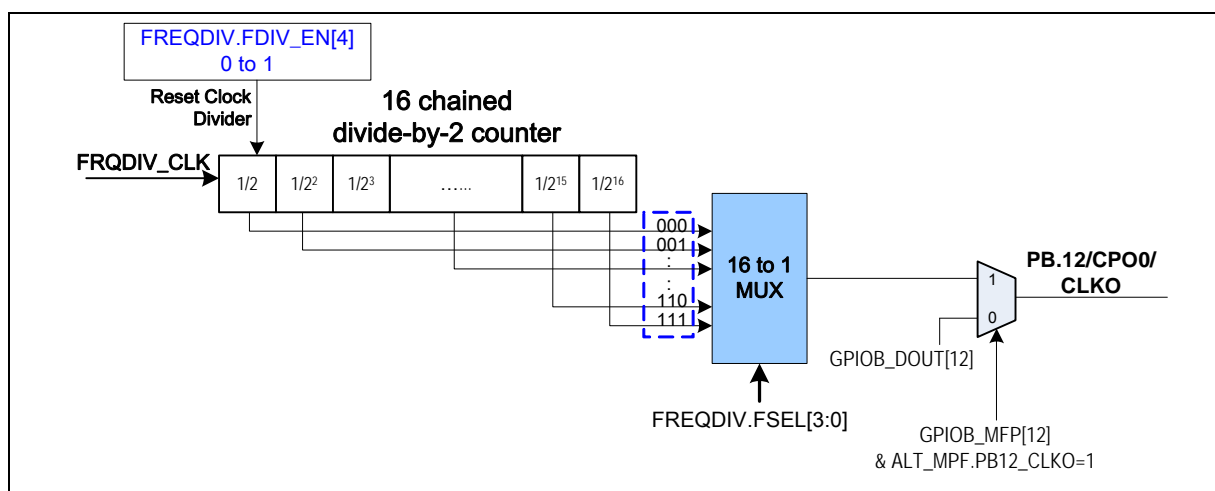 FREQDIV.FDIV_EN[4]
0 to 1
Reset Clock
Divider
16 chained
divide-by-2 counter
FRQDIV_CLK
1/2 1/2² 1/2³ …... 1/2¹⁵ 1/2¹⁶
000
001
:
:
110
111
16 to 1
MUX
FREQDIV.FSEL[3:0]
1
0
PB.12/CPO0/
CLKO
GPIOB_DOUT[12]
GPIOB_MFP[12]
& ALT_MPF.PB12_CLKO=1